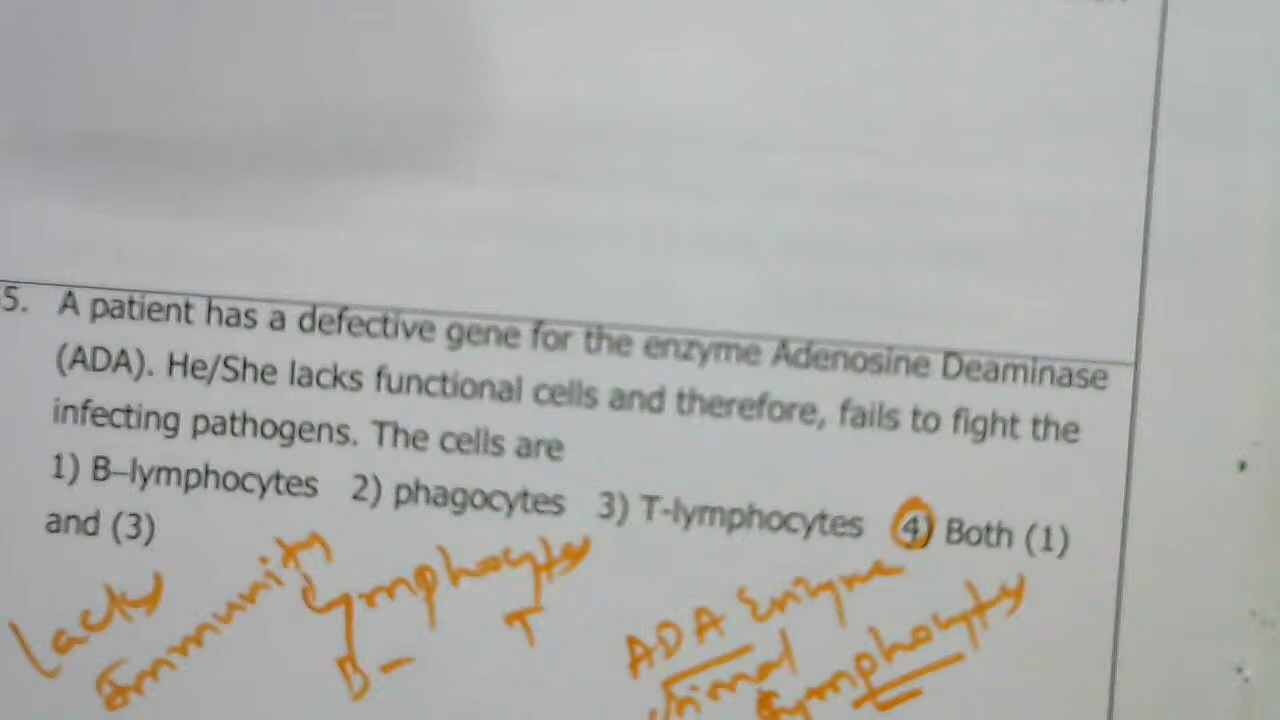 5. A patient has a defective gene for the enzyme Adenosine Deaminase
(ADA). He/She lacks functional cells and therefore, fails to fight the
infecting pathogens. The cells are
1) B–lymphocytes 2) phagocytes 3) T-lymphocytes 4) Both (1)
and (3)
Lacks
Immunity
Lymphocytes
B- T
ADA Enzyme
Lymphocytes